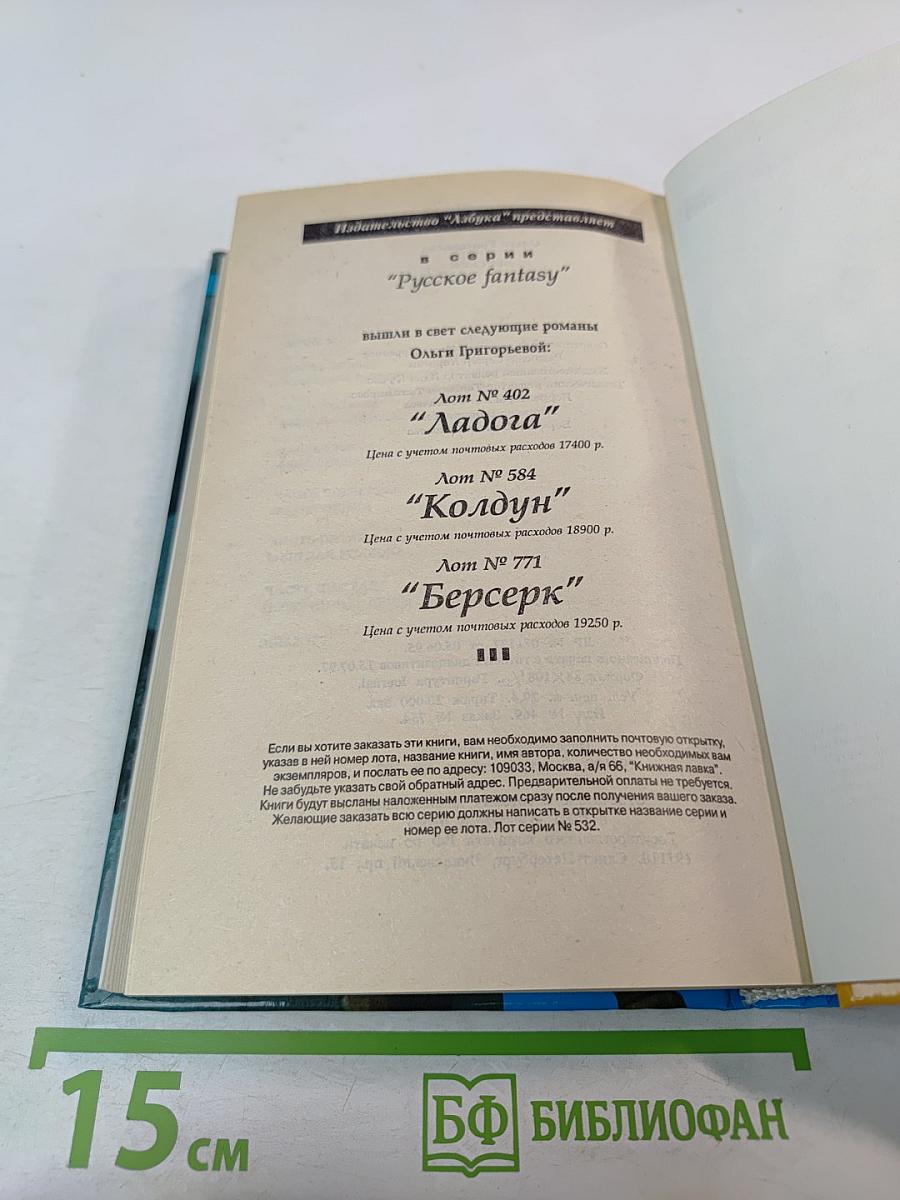 Издательство "Азбука" представляет
в серии
"Русское fantasy"
вышли в свет следующие романы
Ольги Григорьевой:
Лот № 402
"Ладога"
Цена с учетом почтовых расходов 17400 р.
Лот № 584
"Колдун"
Цена с учетом почтовых расходов 18900 р.
Лот № 771
"Берсерк"
Цена с учетом почтовых расходов 19250 р.
Если вы хотите заказать эти книги, вам необходимо заполнить почтовую открытку,
указав в ней номер лота, название книги, имя автора, количество необходимых вам
экземпляров, и послать ее по адресу: 109033, Москва, а/я 66, "Книжная лавка".
Не забудьте указать свой обратный адрес. Предварительной оплаты не требуется.
Книги будут высланы наложенным платежом сразу после получения вашего заказа.
Желающие заказать всю серию должны написать в открытке название серии и
номер ее лота. Лот серии № 532.
15 см
БФ БИБЛИОФАН